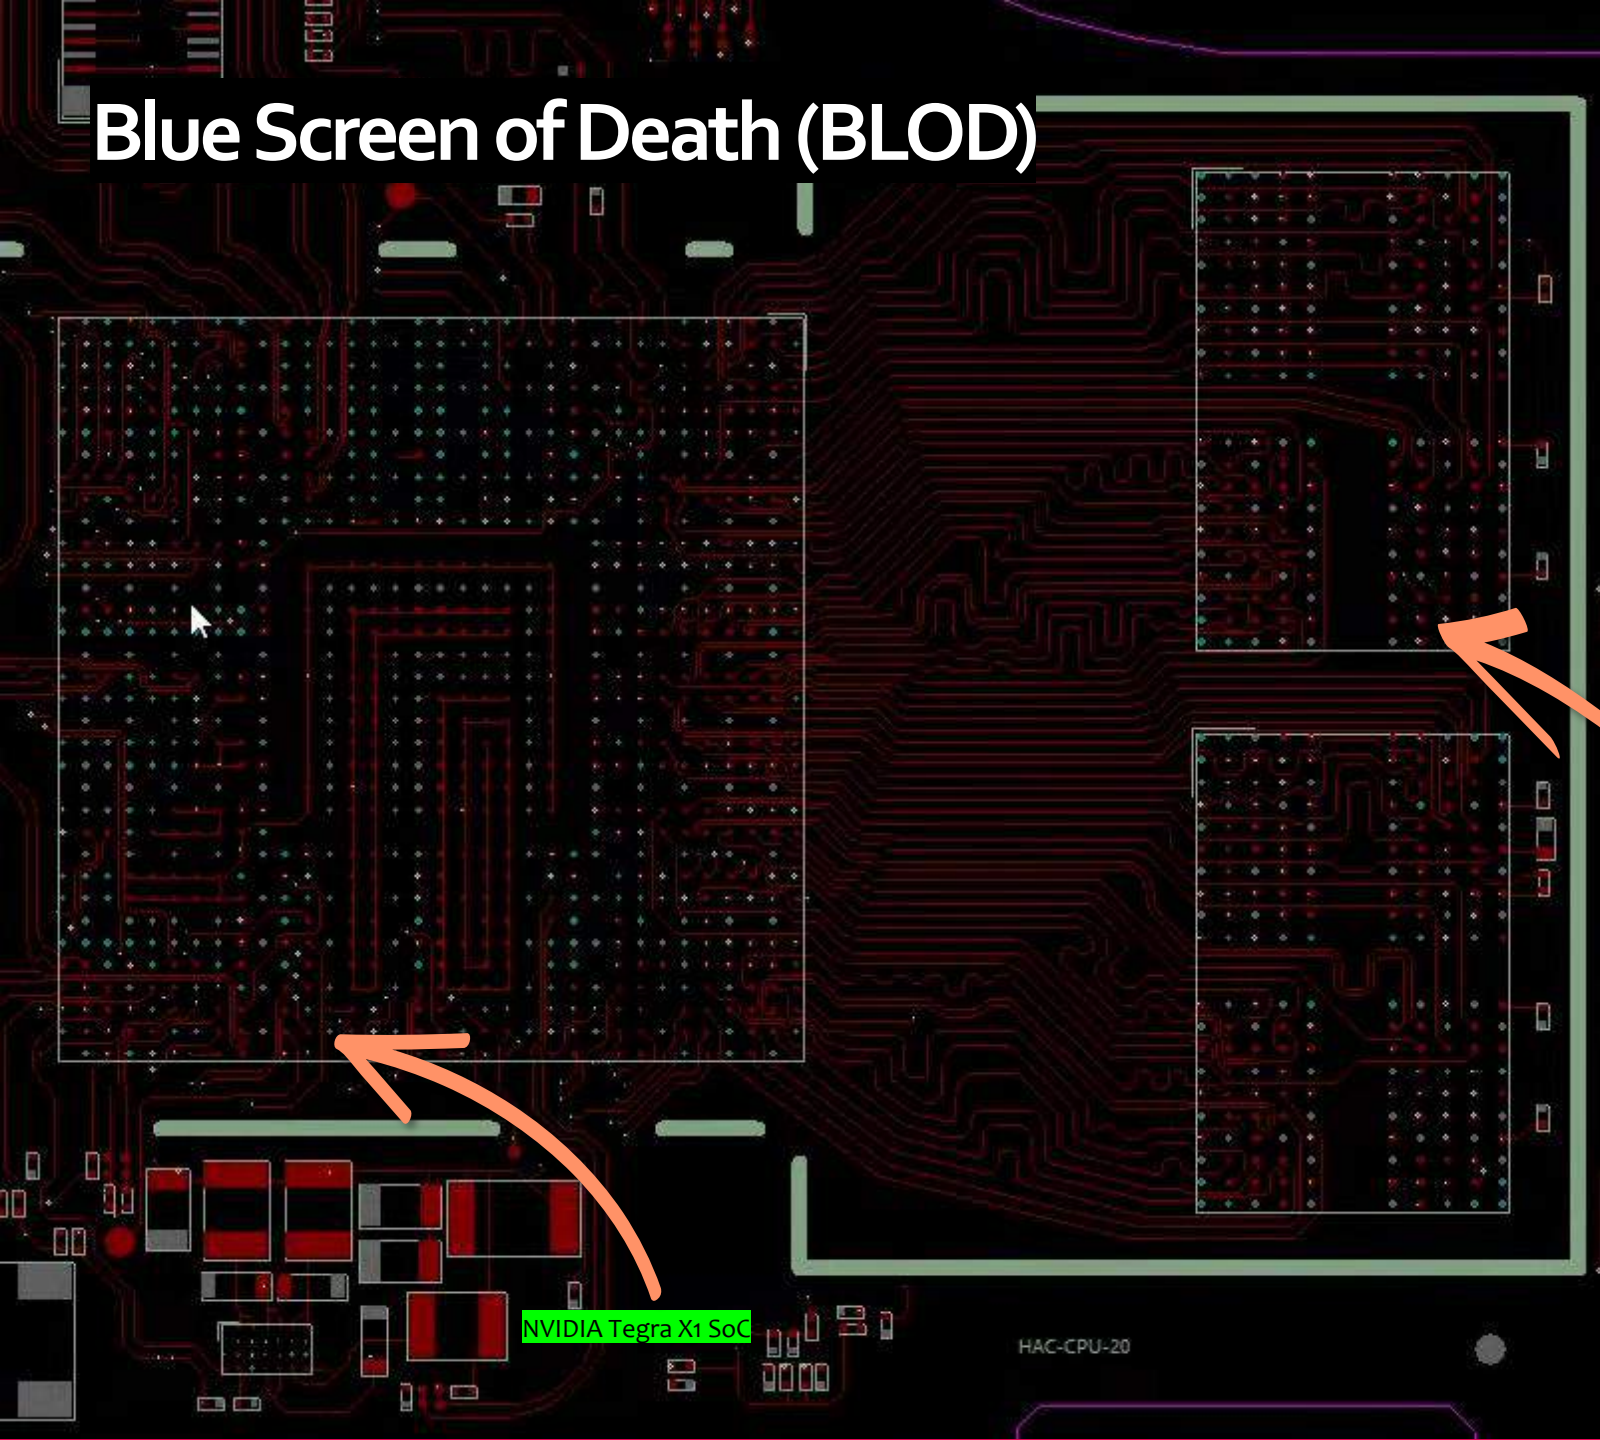 Blue Screen of Death (BLOD)
NVIDIA Tegra X1 SoC
HAC-CPU-20